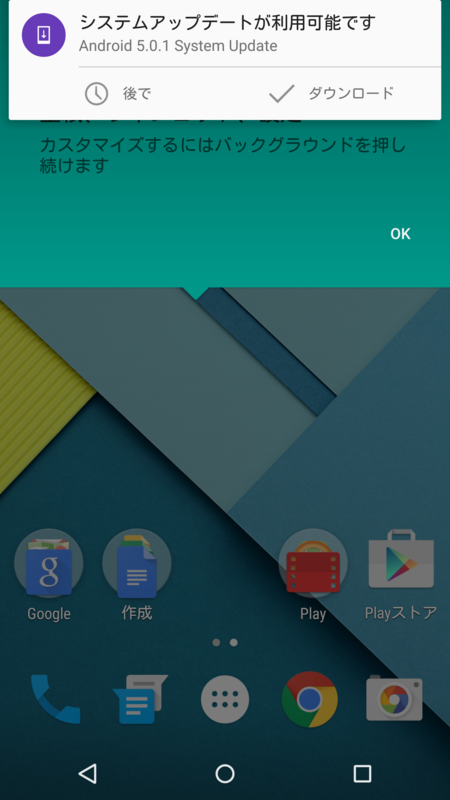 システムアップデートが利用可能です
Android 5.0.1 System Update
後で
ダウンロード
カスタマイズするにはバックグラウンドを押し
続けます
OK
Google
作成
Play
Playストア